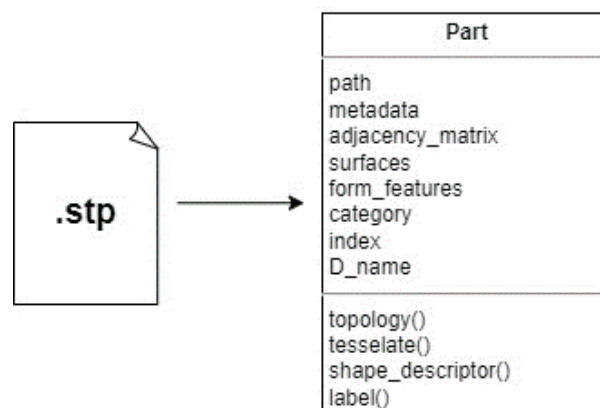 .stp
Part
path
metadata
adjacency_matrix
surfaces
form_features
category
index
D_name
topology()
tesselate()
shape_descriptor()
label()